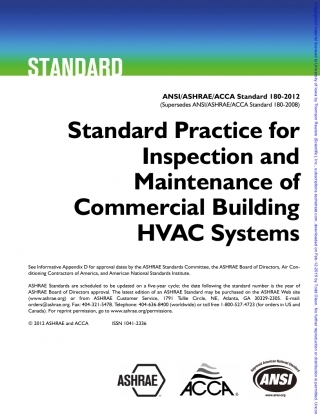 STANDARD
ANSI/ASHRAE/ACCA Standard 180-2012
(Supersedes ANSI/ASHRAE/ACCA Standard 180-2008)
Standard Practice for
Inspection and
Maintenance of
Commercial Building
HVAC Systems
See Informative Appendix D for approval dates by the ASHRAE Standards Committee, the ASHRAE Board of Directors, Air Con-
ditioning Contractors of America, and American National Standards Institute.
ASHRAE Standards are scheduled to be updated on a five-year cycle; the date following the standard number is the year of
ASHRAE Board of Directors approval. The latest edition of an ASHRAE Standard may be purchased on the ASHRAE Web site
(www.ashrae.org) or from ASHRAE Customer Service, 1791 Tullie Circle, NE, Atlanta, GA 30329-2305. E-mail:
orders@ashrae.org. Fax: 404-321-5478. Telephone: 404-636-8400 (worldwide) or toll free 1-800-527-4723 (for orders in US and
Canada). For reprint permission, go to www.ashrae.org/permissions.
© 2012 ASHRAE and ACCA ISSN 1041-2336
ASHRAE
ACCA
ANSI
www.ansi.org